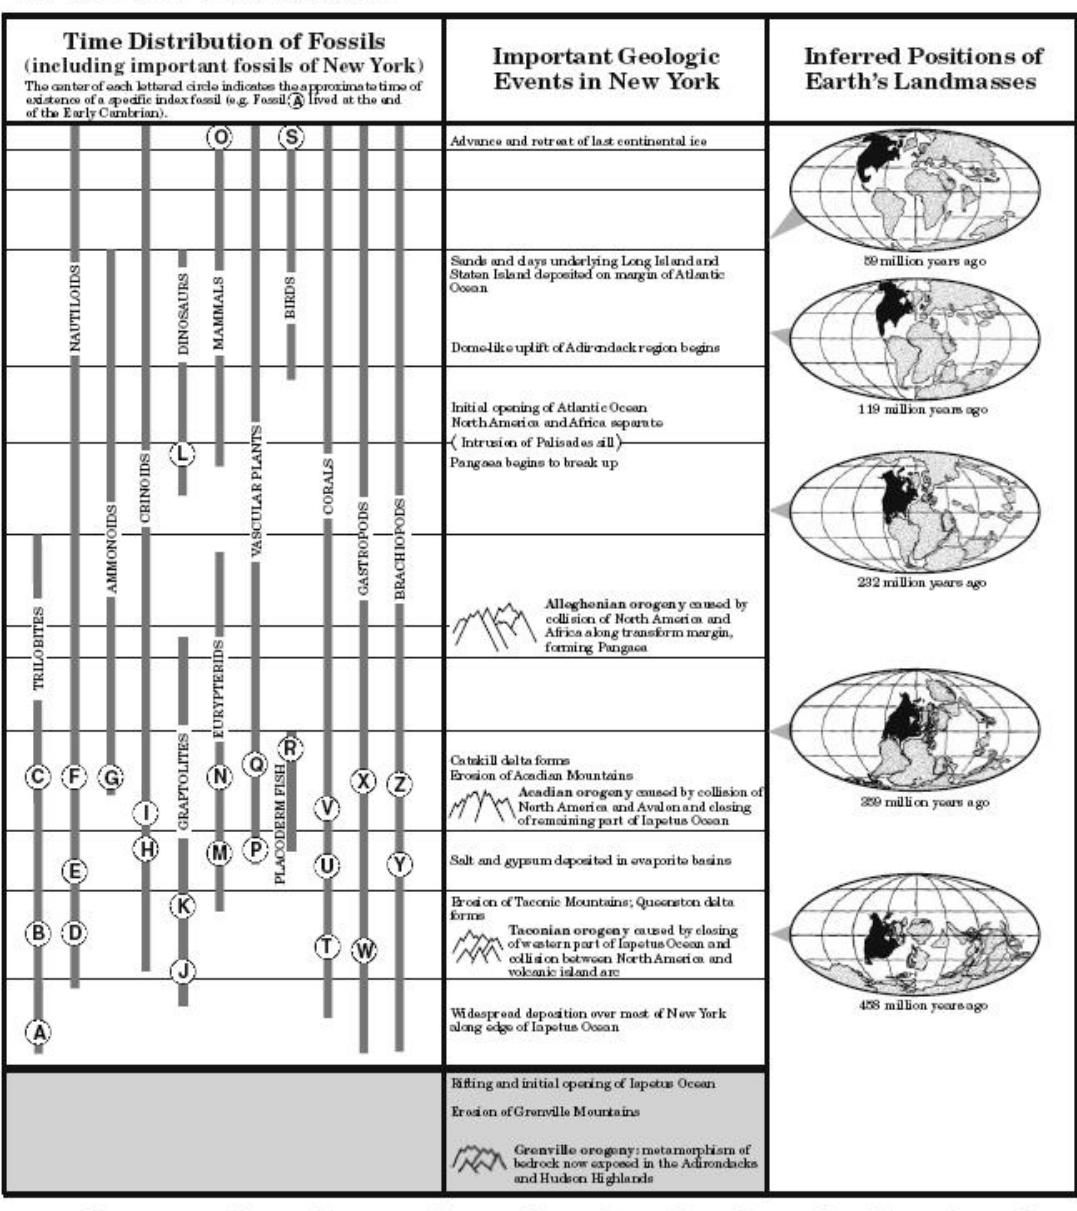 Time Distribution of Fossils
(including important fossils of New York)
The center of each lettered circle indicates the approximate time of
existence of a specific index fossil (e.g. Fossil A lived at the end
of the Early Cambrian).
Important Geologic
Events in New York
Inferred Positions of
Earth's Landmasses
TRILOBITES
NAUTILOIDS
AMMONOIDS
CRINOIDS
DINOSAURS
GRAPTOLITES
MAMMALS
EURYPTERIDS
VASCULAR PLANTS
BIRDS
PLACODERM FISH
CORALS
GASTROPODS
BRACHIOPODS
O
S
L
C
F
G
I
H
N
M
Q
P
R
V
U
X
Z
Y
E
K
B
D
J
T
W
A
Advance and retreat of last continental ice
Sands and clays underlying Long Island and
Staten Island deposited on margin of Atlantic
Ocean
Dome-like uplift of Adirondack region begins
Initial opening of Atlantic Ocean
North America and Africa separate
( Intrusion of Palisades sill )
Pangaea begins to break up
Alleghenian orogeny caused by
collision of North America and
Africa along transform margin,
forming Pangaea
Catskill delta forms
Erosion of Acadian Mountains
Acadian orogeny caused by collision of
North America and Avalon and closing
of remaining part of Iapetus Ocean
Salt and gypsum deposited in evaporite basins
Erosion of Taconic Mountains; Queenston delta
forms
Taconian orogeny caused by closing
of western part of Iapetus Ocean and
collision between North America and
volcanic island arc
Widespread deposition over most of New York
along edge of Iapetus Ocean
Rifting and initial opening of Iapetus Ocean
Erosion of Grenville Mountains
Grenville orogeny: metamorphism of
bedrock now exposed in the Adirondacks
and Hudson Highlands
59 million years ago
119 million years ago
232 million years ago
359 million years ago
458 million years ago